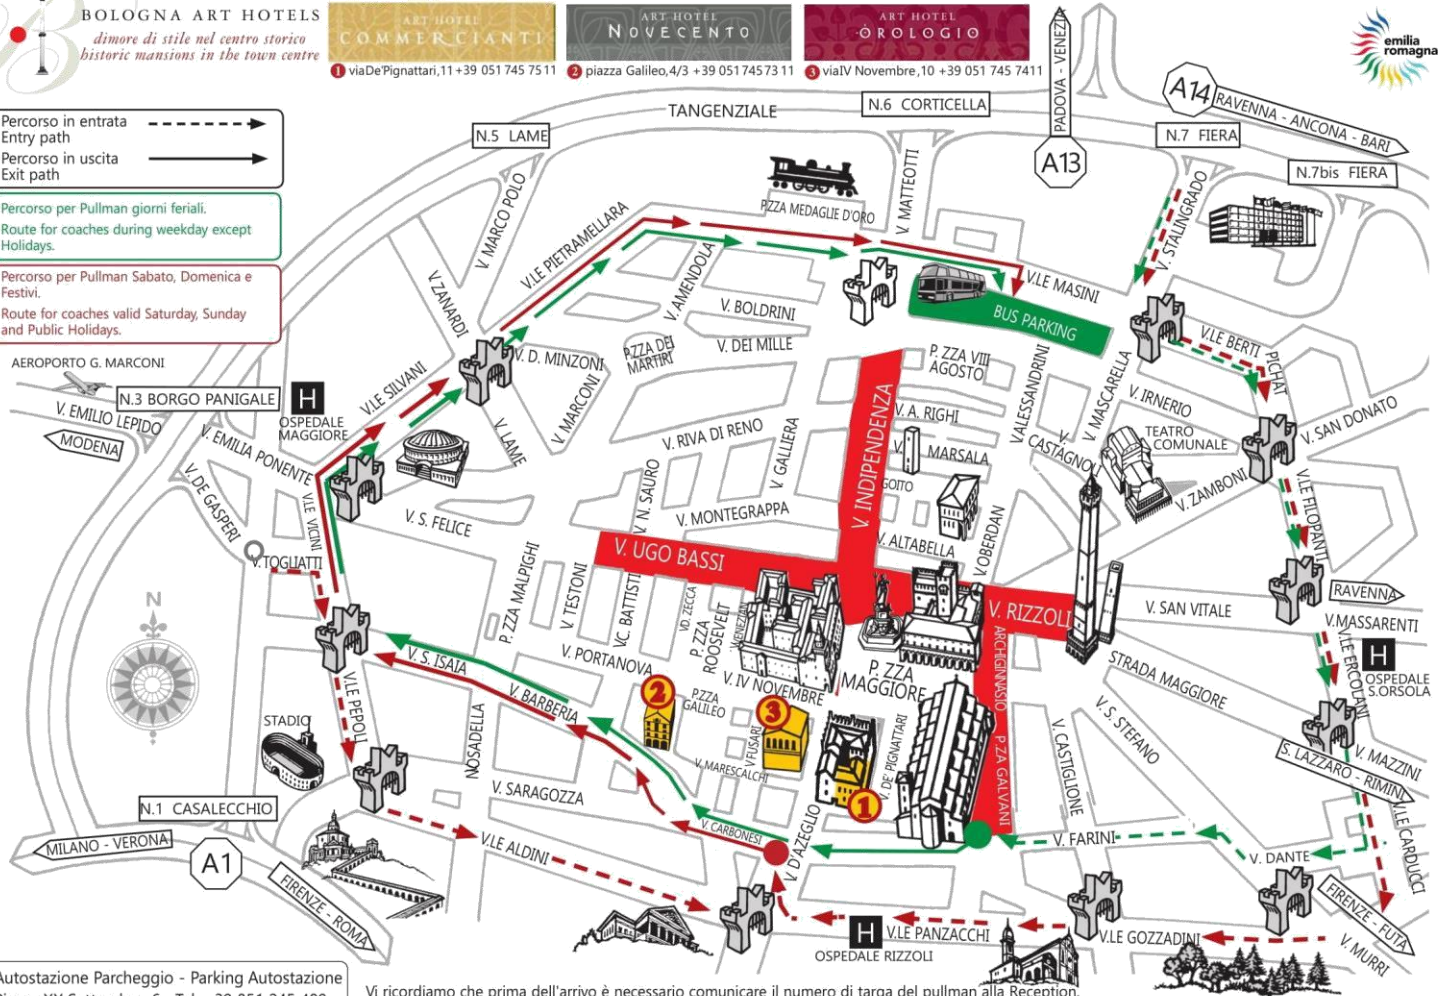 BOLOGNA ART HOTELS
dimore di stile nel centro storico
historic mansions in the town centre
ART HOTEL
COMMERCIANTI
1 viaDe'Pignattari,11 +39 051 745 7511
ART HOTEL
NOVECENTO
2 piazza Galileo,4/3 +39 051 745 73 11
ART HOTEL
OROLOGIO
3 viaIV Novembre,10 +39 051 745 7411
emilia
romagna
Percorso in entrata
Entry path
Percorso in uscita
Exit path
Percorso per Pullman giorni feriali.
Route for coaches during weekday except
Holidays.
Percorso per Pullman Sabato, Domenica e
Festivi.
Route for coaches valid Saturday, Sunday
and Public Holidays.
PADOVA - VENEZIA
A13
A14
RAVENNA - ANCONA - BARI
TANGENZIALE
N.6 CORTICELLA
N.5 LAME
N.7 FIERA
N.7bis FIERA
V. MARCO POLO
V. MATTEOTTI
V. STALINGRADO
P.ZZA MEDAGLIE D'ORO
V.LE PIETRAMELLARA
V. ZANARDI
V. AMENDOLA
V.LE MASINI
V. BOLDRINI
BUS PARKING
V.LE BERTI
PICHAT
V. DEI MILLE
P.ZZA DEI
MARTIRI
V. D. MINZONI
P. ZZA VIII
AGOSTO
AEROPORTO G. MARCONI
N.3 BORGO PANIGALE
V. EMILIO LEPIDO
MODENA
H
OSPEDALE
MAGGIORE
V.LE SILVANI
V. MARCONI
V. LAME
V. EMILIA PONENTE
V. DE GASPERI
V.LE VICINI
V. TOGLIATTI
V. S. FELICE
V. RIVA DI RENO
V. GALLIERA
V. N. SAURO
V. MONTEGRAPPA
V. INDIPENDENZA
V. A. RIGHI
V. MARSALA
GOITO
V. ALTABELLA
V.OBERDAN
V.ALESSANDRINI
V. MASCARELLA
V. CASTAGNOLI
V. IRNERIO
TEATRO
COMUNALE
V. ZAMBONI
V. SAN DONATO
V.LE FILOPANTI
V. UGO BASSI
V. RIZZOLI
V. SAN VITALE
RAVENNA
V.MASSARENTI
V.LE ERCOLANI
H
OSPEDALE
S.ORSOLA
N
P. ZZA MALPIGHI
V. TESTONI
V.C. BATTISTI
V.D. ZECCA
P. ZZA
ROOSEVELT
VENEZIAN
V. PORTANOVA
V. IV NOVEMBRE
P. ZZA
MAGGIORE
ARCHIGINNASIO
P.ZZA GALVANI
STRADA MAGGIORE
V. S. STEFANO
V. CASTIGLIONE
V. S. ISAIA
V. BARBERIA
2
P.ZZA
GALILEO
3
V.FUSARI
V. MARESCALCHI
V. DE' PIGNATTARI
1
NOSADELLA
V.LE PEPOLI
STADIO
V. SARAGOZZA
V. CARBONESI
V. D'AZEGLIO
V. FARINI
V. DANTE
V. MAZZINI
S. LAZZARO - RIMINI
V.LE CARDUCCI
N.1 CASALECCHIO
MILANO - VERONA
A1
FIRENZE - ROMA
V.LE ALDINI
H
OSPEDALE RIZZOLI
V.LE PANZACCHI
V.LE GOZZADINI
V. MURRI
FIRENZE - FUTA
Autostazione Parcheggio - Parking Autostazione
Vi ricordiamo che prima dell'arrivo è necessario comunicare il numero di targa del pullman alla Reception.